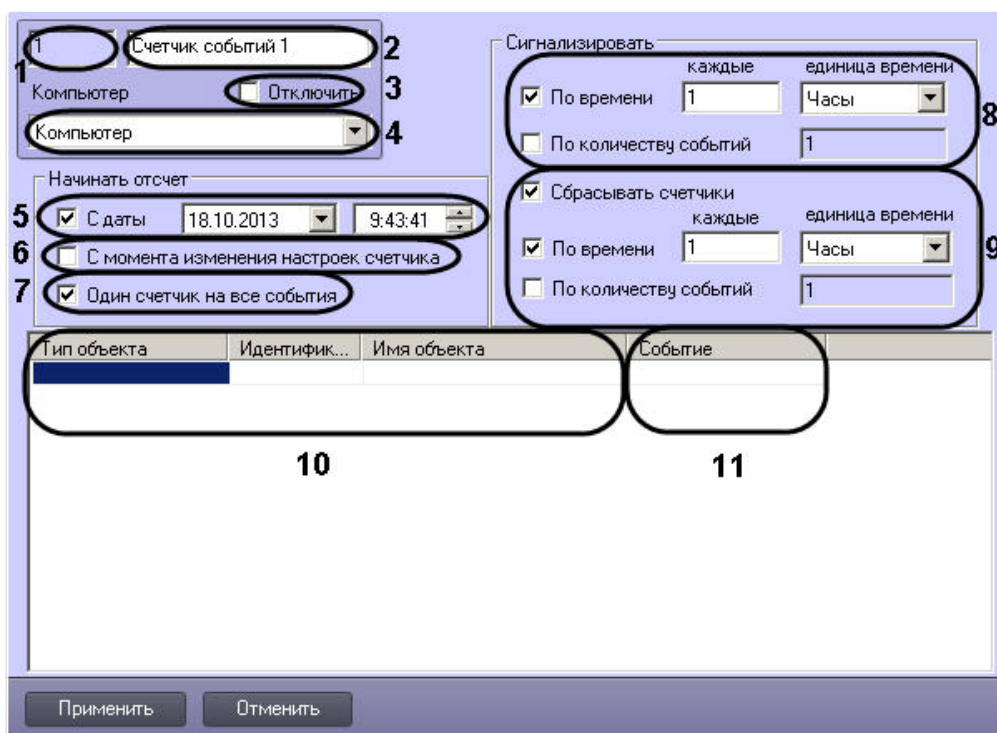 1 Счетчик событий 1 2
1
Компьютер Отключить 3
Компьютер 4
Начинать отсчет
5 С даты 18.10.2013 9:43:41
6 С момента изменения настроек счетчика
7 Один счетчик на все события
Сигнализировать
каждые единица времени
По времени 1 Часы
8
По количеству событий 1
Сбрасывать счетчики
каждые единица времени
По времени 1 Часы 9
По количеству событий 1
Тип объекта Идентифик... Имя объекта Событие
10 11
Применить Отменить